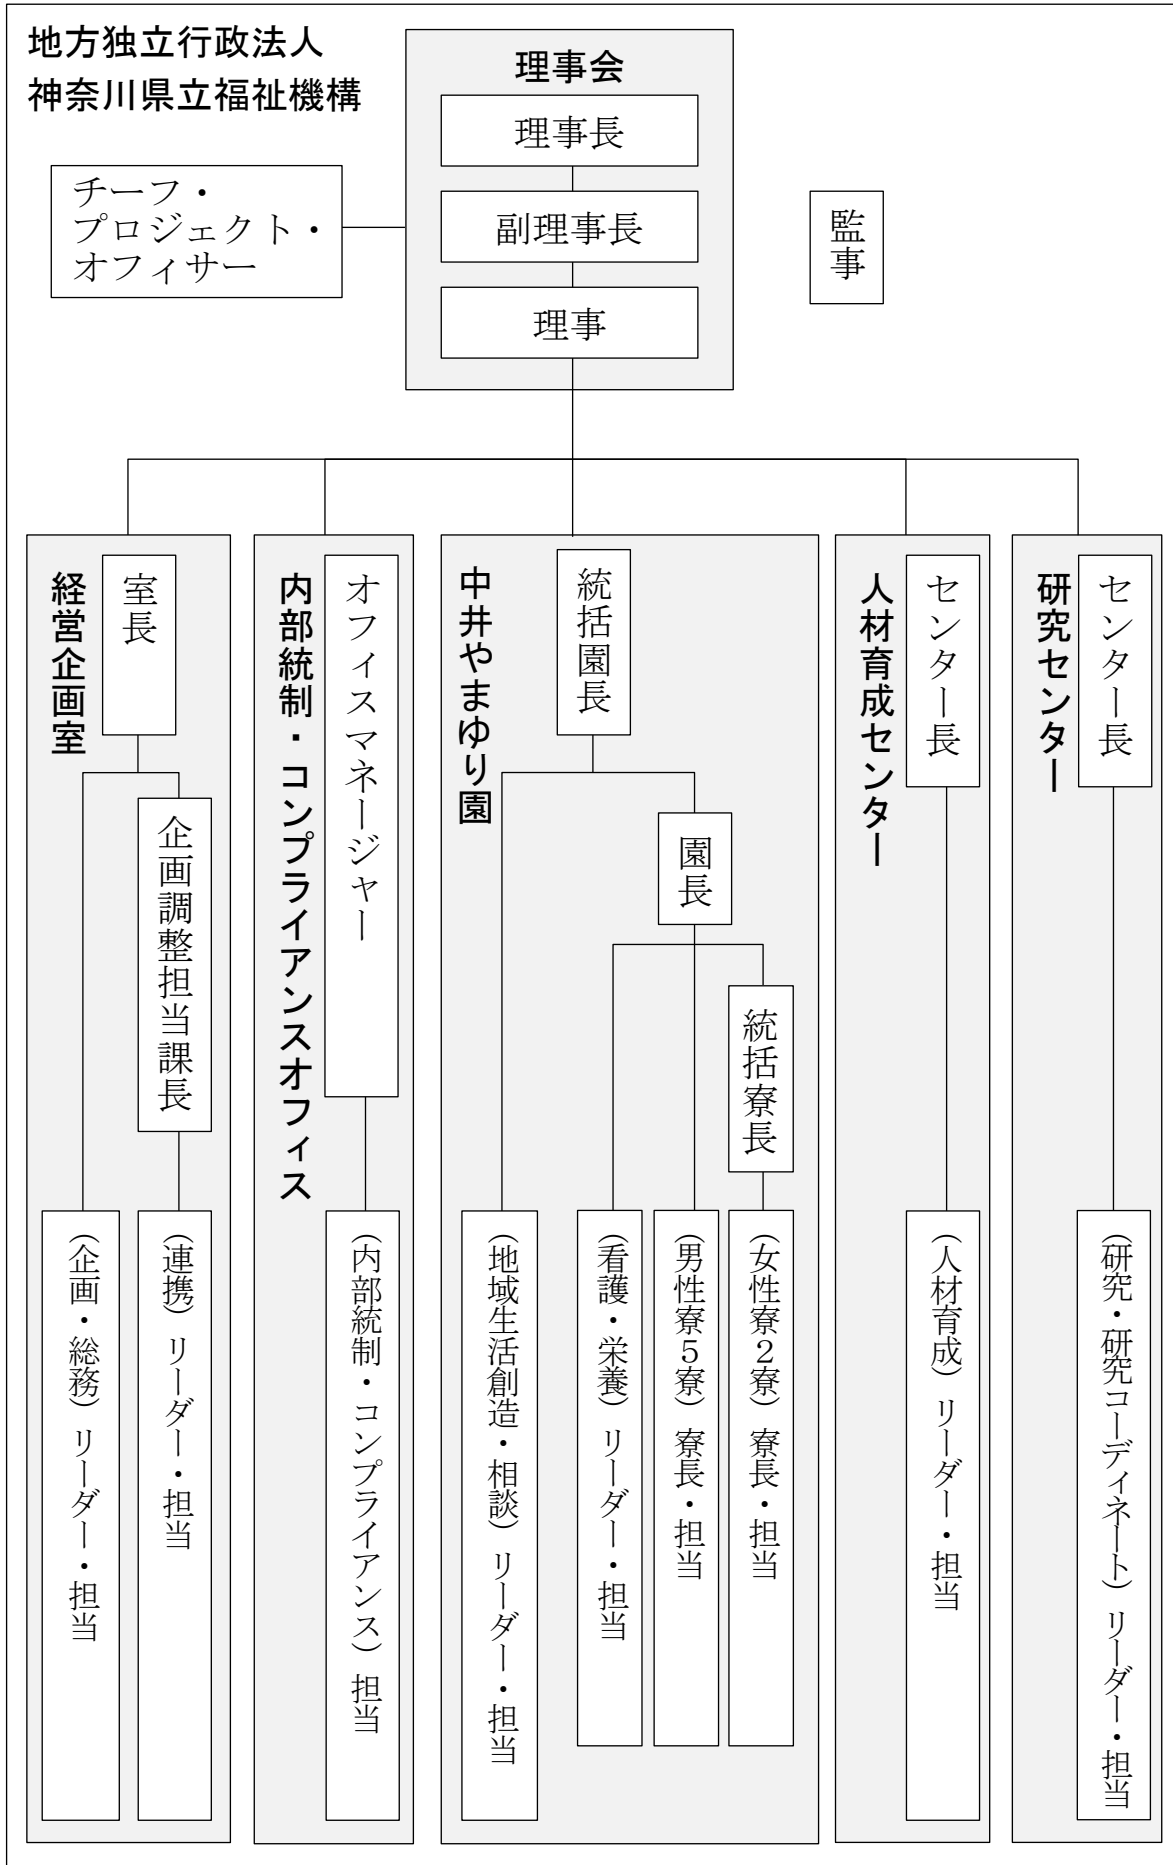 地方独立行政法人
神奈川県立福祉機構
理事会
理事長
副理事長
理事
チーフ・
プロジェクト・
オフィサー
監事
経営企画室
室長
企画調整担当課長
(企画・総務) リーダー・担当
(連携) リーダー・担当
内部統制・コンプライアンスオフィス
オフィスマネージャー
(内部統制・コンプライアンス) 担当
中井やまゆり園
統括園長
園長
統括寮長
(地域生活創造・相談) リーダー・担当
(看護・栄養) リーダー・担当
(男性寮5寮) 寮長・担当
(女性寮2寮) 寮長・担当
人材育成センター
センター長
(人材育成) リーダー・担当
研究センター
センター長
(研究・研究コーディネート) リーダー・担当